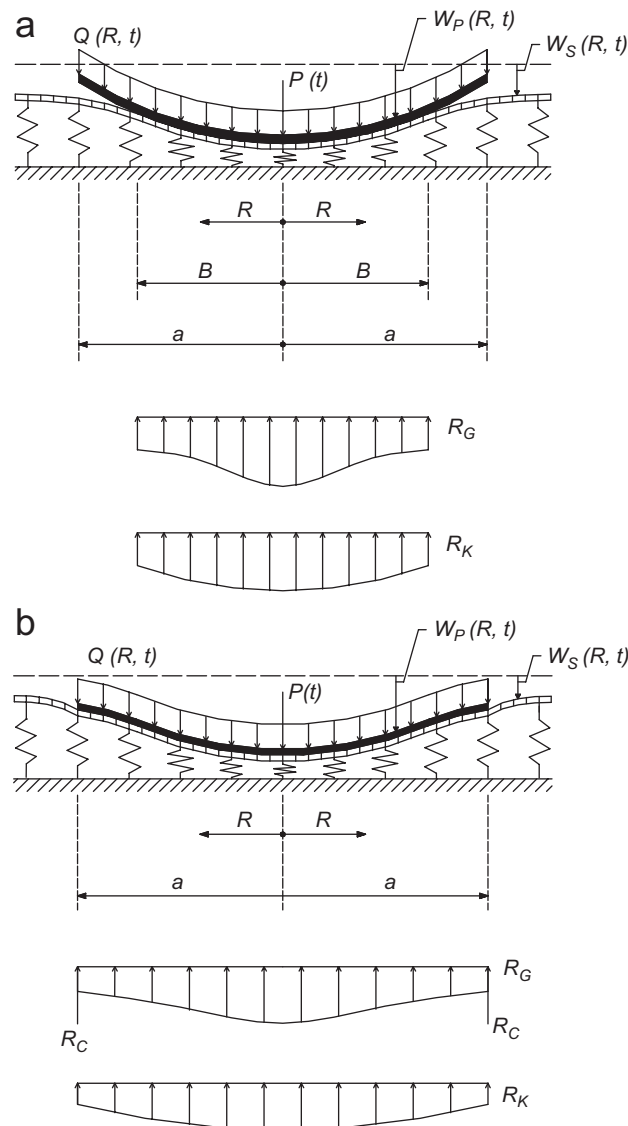 a
Q (R, t)
W_P (R, t)
W_S (R, t)
P (t)
R R
B B
a a
R_G
R_K
b
Q (R, t)
W_P (R, t)
W_S (R, t)
P(t)
R R
a a
R_G
R_C R_C
R_K